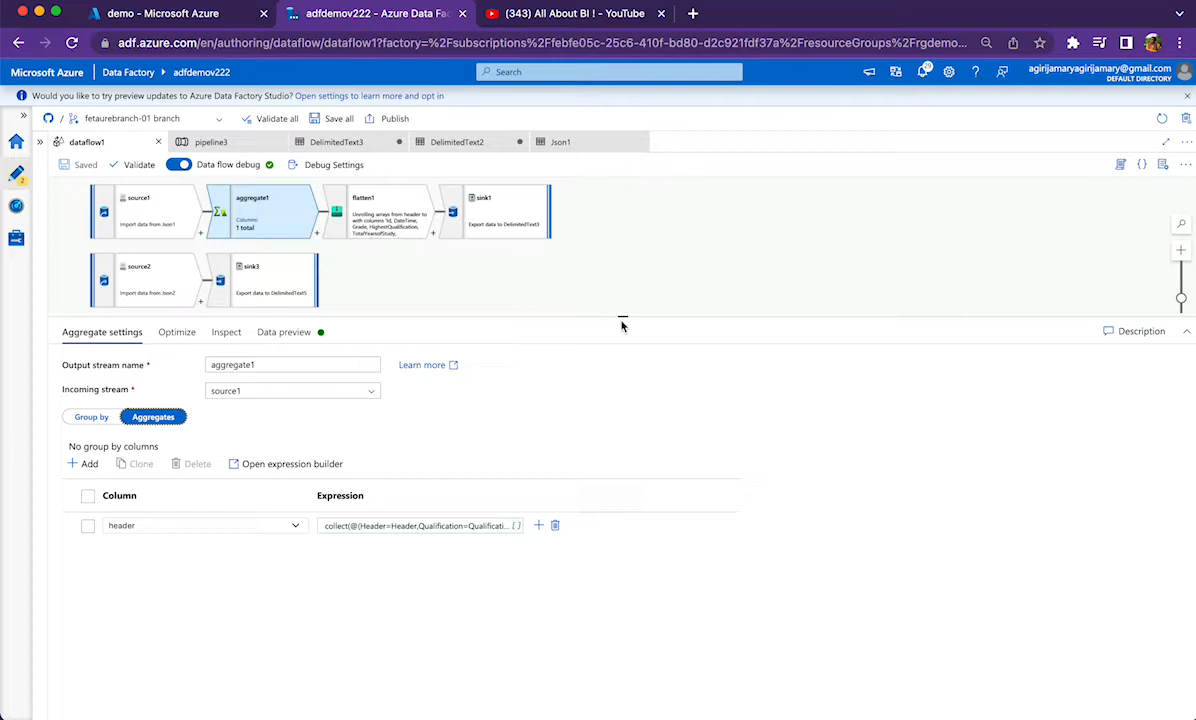 demo - Microsoft Azure
adfdemov222 - Azure Data Fac
(343) All About BI ! - YouTube
adf.azure.com/en/authoring/dataflow/dataflow1?factory=%2Fsubscriptions%2Ffebfe05c-25c6-410f-bd80-d2c921fdf37a%2FresourceGroups%2Frgdemo...
Microsoft Azure
Data Factory
adfdemov222
Search
29
agirijamaryagirijamary@gmail.com
DEFAULT DIRECTORY
Would you like to try preview updates to Azure Data Factory Studio? Open settings to learn more and opt in
/
fetaurebranch-01 branch
Validate all
Save all
Publish
dataflow1
pipeline3
DelimitedText3
DelimitedText2
Json1
Saved
Validate
Data flow debug
Debug Settings
2
source1
Import data from Json1
aggregate1
Columns:
1 total
flatten1
Unrolling arrays from header to
with columns 'Id, DateTime,
Grade, HighestQualification,
TotalYearsofStudy,
sink1
Export data to DelimitedText3
source2
Import data from Json2
sink3
Export data to DelimitedText5
Aggregate settings
Optimize
Inspect
Data preview
Description
Output stream name *
aggregate1
Learn more
Incoming stream *
source1
Group by
Aggregates
No group by columns
Add
Clone
Delete
Open expression builder
Column
Expression
header
collect(@(Header=Header,Qualification=Qualificati... [ ]